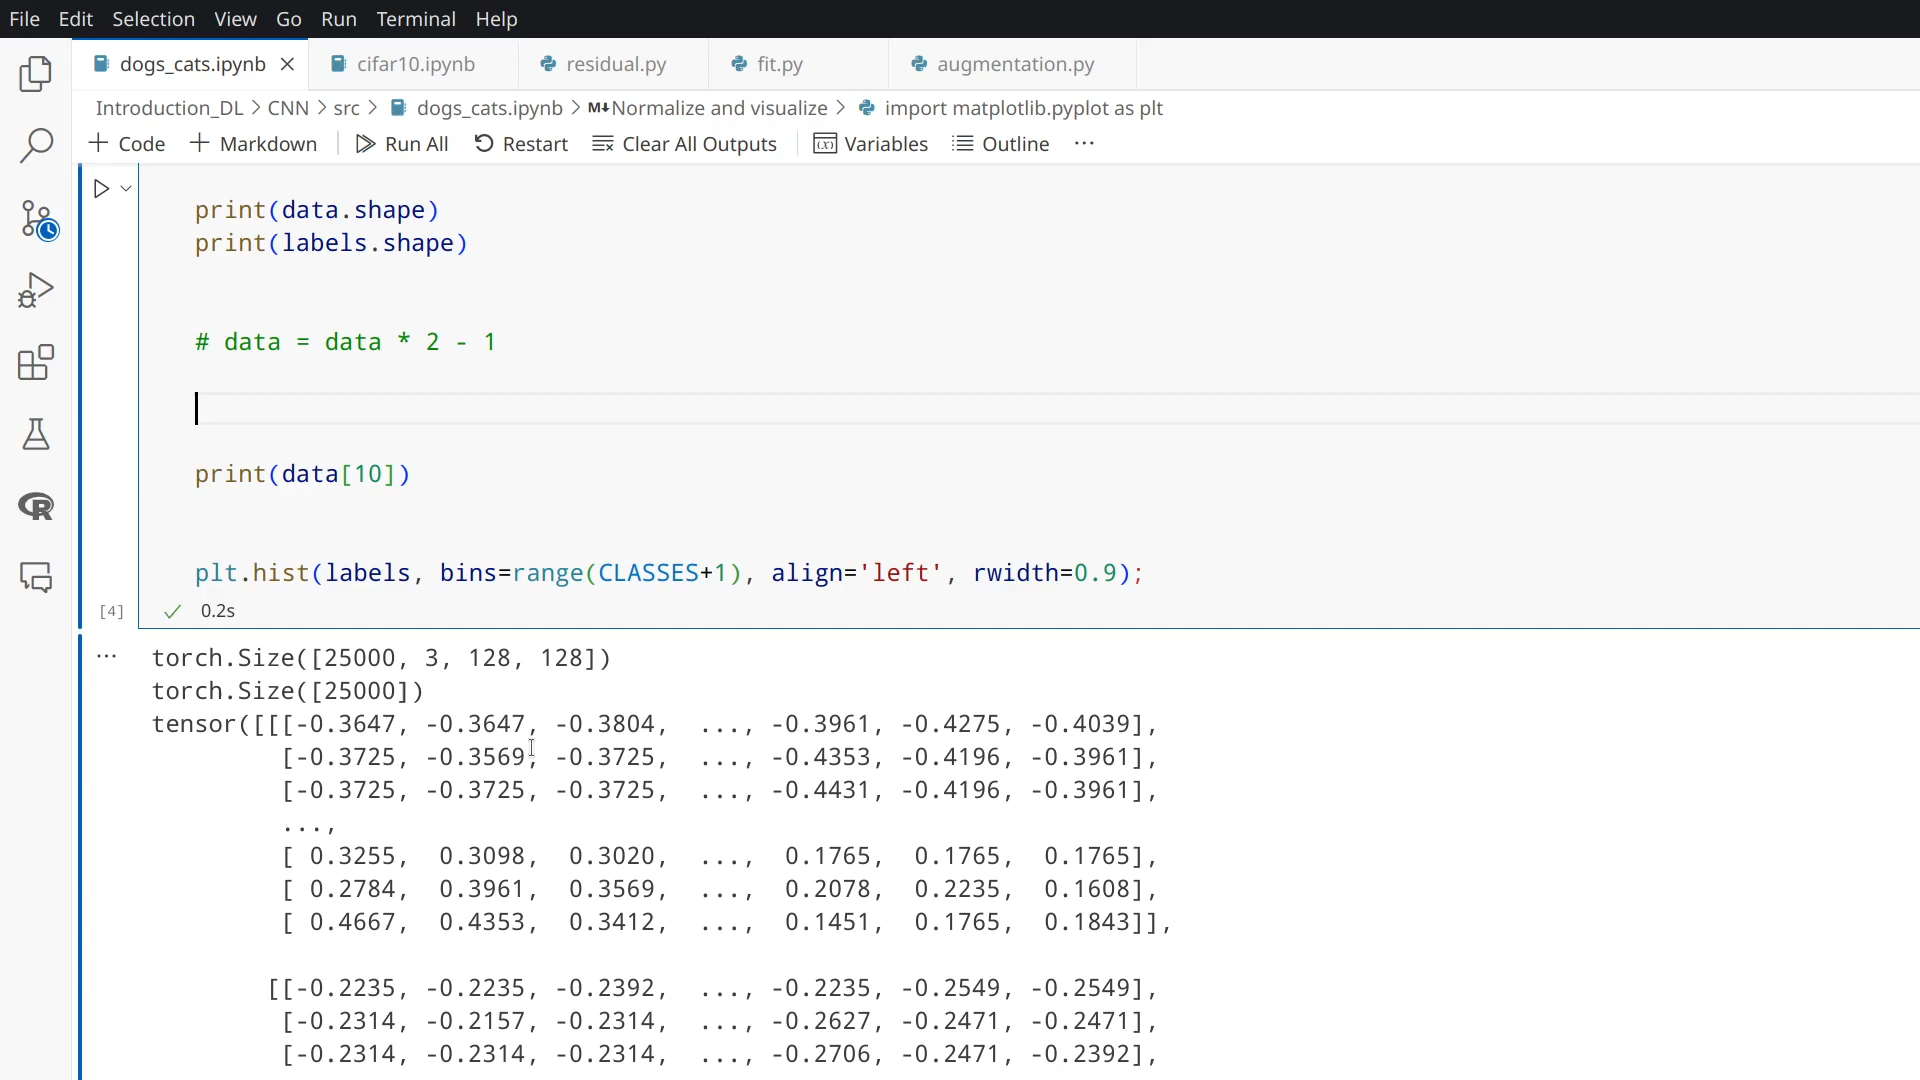 File Edit Selection View Go Run Terminal Help
dogs_cats.ipynb cifar10.ipynb residual.py fit.py augmentation.py
Introduction_DL > CNN > src > dogs_cats.ipynb > M↓Normalize and visualize > import matplotlib.pyplot as plt
+ Code + Markdown Run All Restart Clear All Outputs Variables Outline ...
print(data.shape)
print(labels.shape)
# data = data * 2 - 1
print(data[10])
plt.hist(labels, bins=range(CLASSES+1), align='left', rwidth=0.9);
[4] ✓ 0.2s
... torch.Size([25000, 3, 128, 128])
torch.Size([25000])
tensor([[[-0.3647, -0.3647, -0.3804, ..., -0.3961, -0.4275, -0.4039],
[-0.3725, -0.3569, -0.3725, ..., -0.4353, -0.4196, -0.3961],
[-0.3725, -0.3725, -0.3725, ..., -0.4431, -0.4196, -0.3961],
...,
[ 0.3255, 0.3098, 0.3020, ..., 0.1765, 0.1765, 0.1765],
[ 0.2784, 0.3961, 0.3569, ..., 0.2078, 0.2235, 0.1608],
[ 0.4667, 0.4353, 0.3412, ..., 0.1451, 0.1765, 0.1843]],
[[-0.2235, -0.2235, -0.2392, ..., -0.2235, -0.2549, -0.2549],
[-0.2314, -0.2157, -0.2314, ..., -0.2627, -0.2471, -0.2471],
[-0.2314, -0.2314, -0.2314, ..., -0.2706, -0.2471, -0.2392],